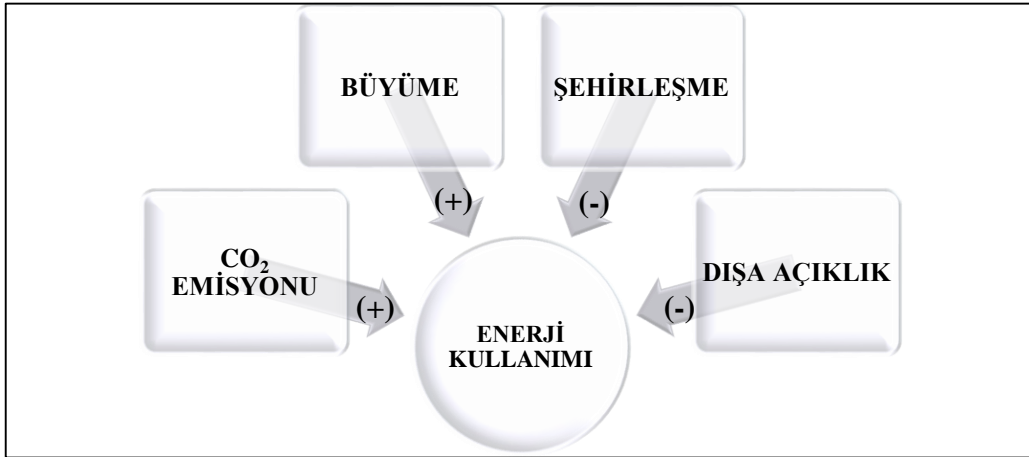 BÜYÜME
ŞEHİRLEŞME
(+)
(-)
CO₂
EMİSYONU
(+)
DIŞA AÇIKLIK
(-)
ENERJİ
KULLANIMI